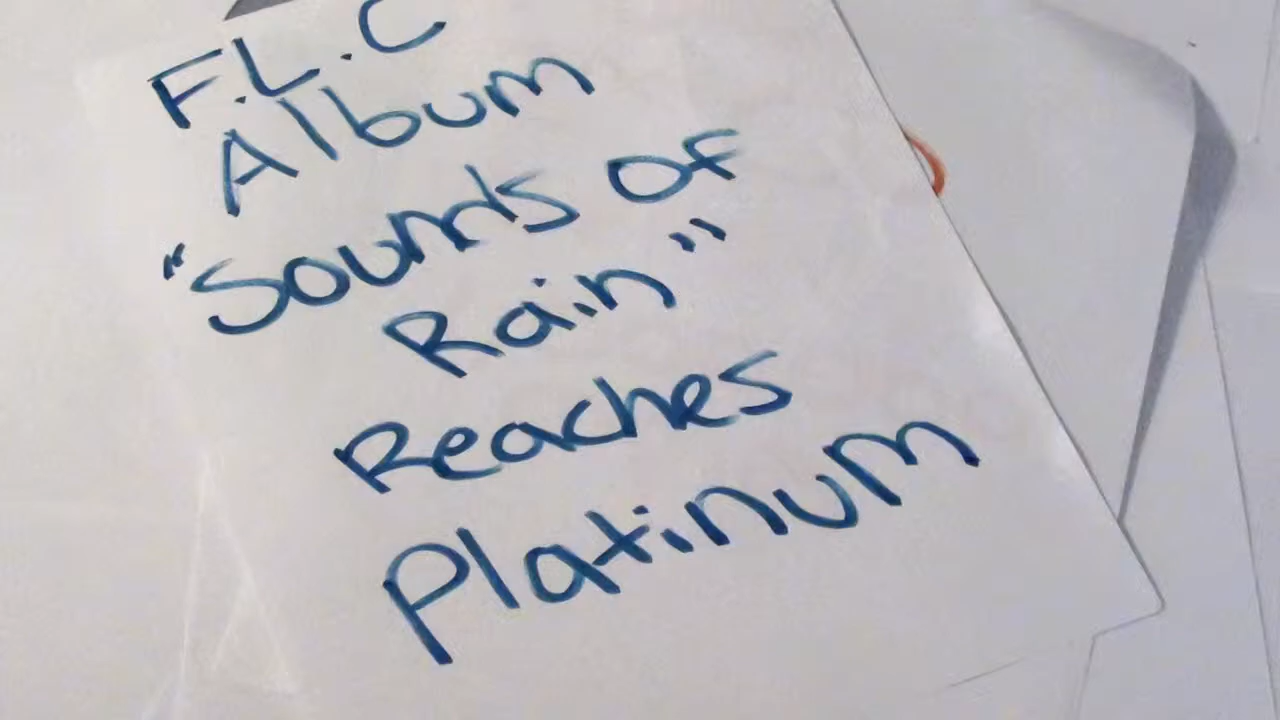 F.L.C
Album
"Sounds Of
Rain"
Reaches
Platinum